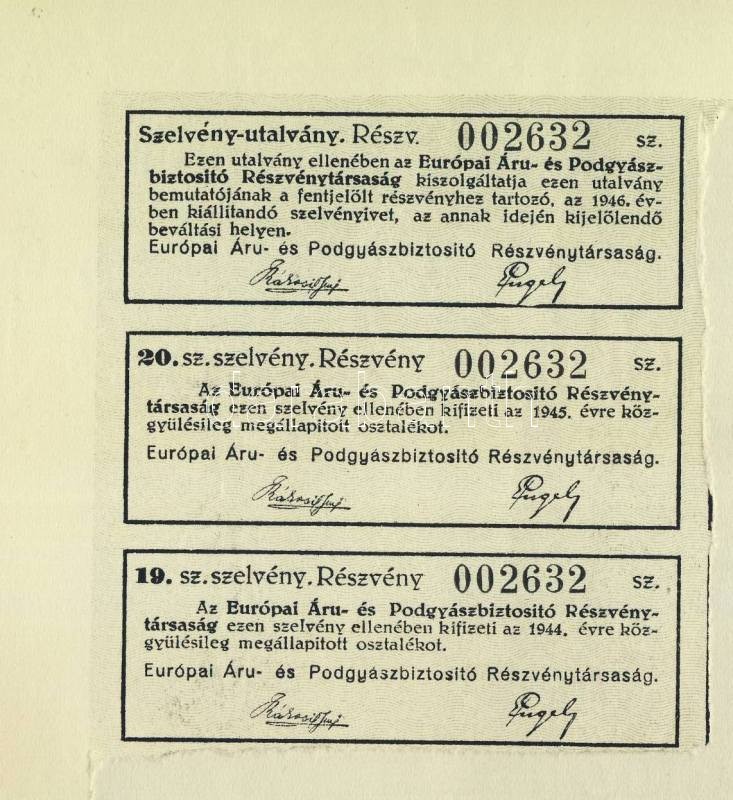 Szelvény-utalvány. Részv. 002632 sz.
Ezen utalvány ellenében az Európai Áru- és Podgyász-
biztositó Részvénytársaság kiszolgáltatja ezen utalvány
bemutatójának a fentjelölt részvényhez tartozó, az 1946. év-
ben kiállitandó szelvényivet, az annak idején kijelölendő
beváltási helyen.
Európai Áru- és Podgyászbiztositó Részvénytársaság.
20. sz. szelvény. Részvény 002632 sz.
Az Európai Áru- és Podgyászbiztositó Részvény-
társaság ezen szelvény ellenében kifizeti az 1945. évre köz-
gyülésileg megállapitott osztalékot.
Európai Áru- és Podgyászbiztositó Részvénytársaság.
19. sz. szelvény. Részvény 002632 sz.
Az Európai Áru- és Podgyászbiztositó Részvény-
társaság ezen szelvény ellenében kifizeti az 1944. évre köz-
gyülésileg megállapitott osztalékot.
Európai Áru- és Podgyászbiztositó Részvénytársaság.